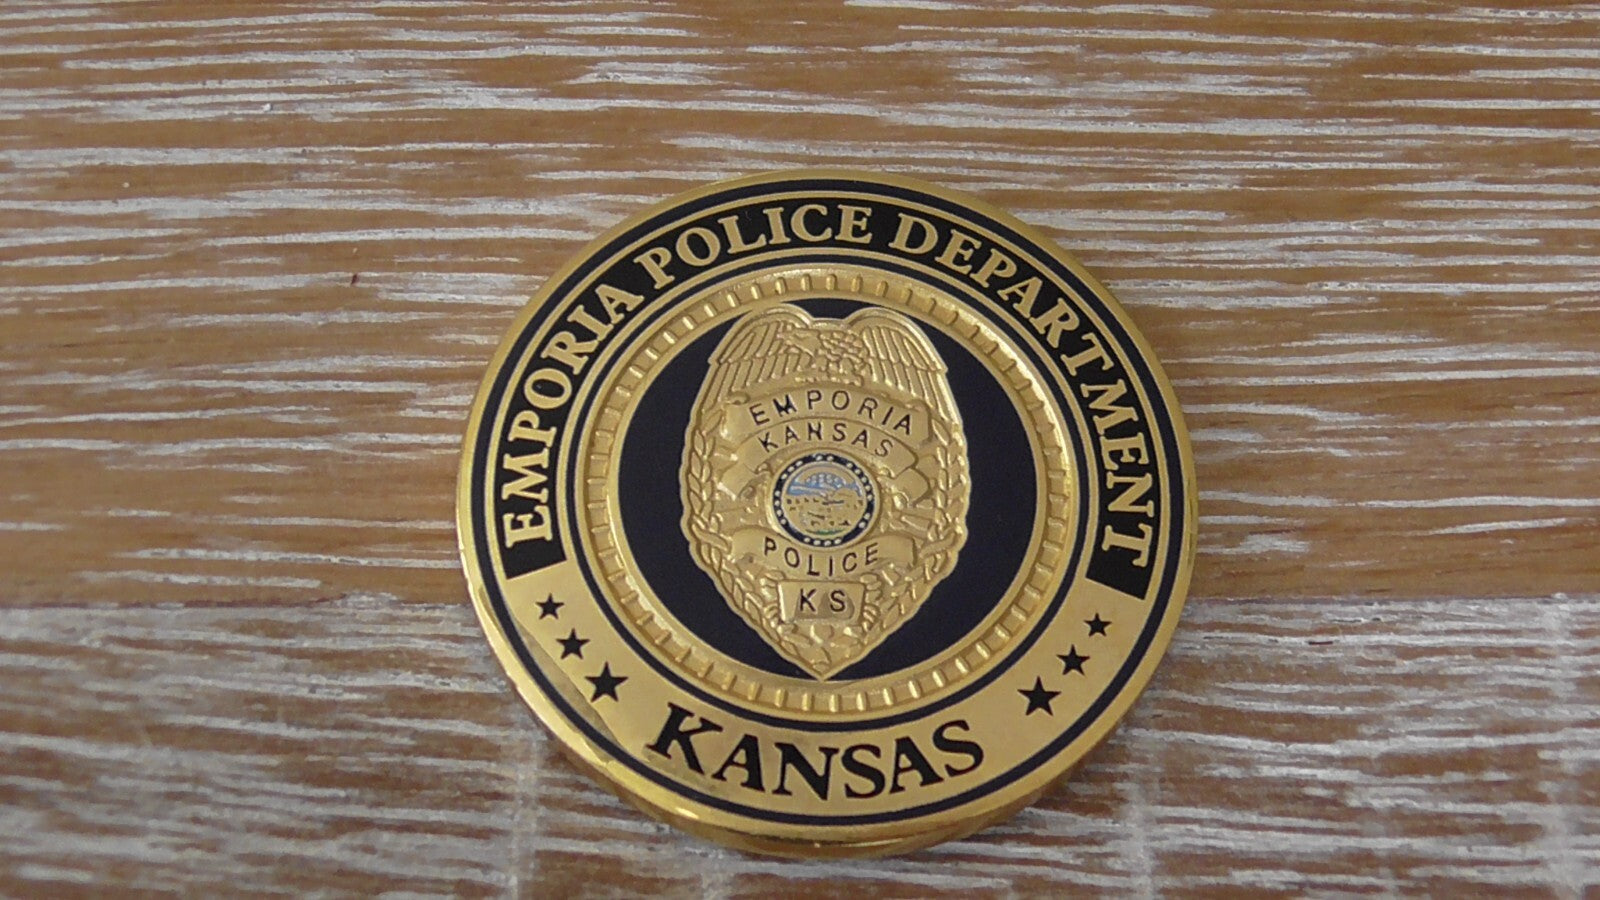 EMPORIA POLICE DEPARTMENT
EMPORIA
KANSAS
POLICE
KS
KANSAS